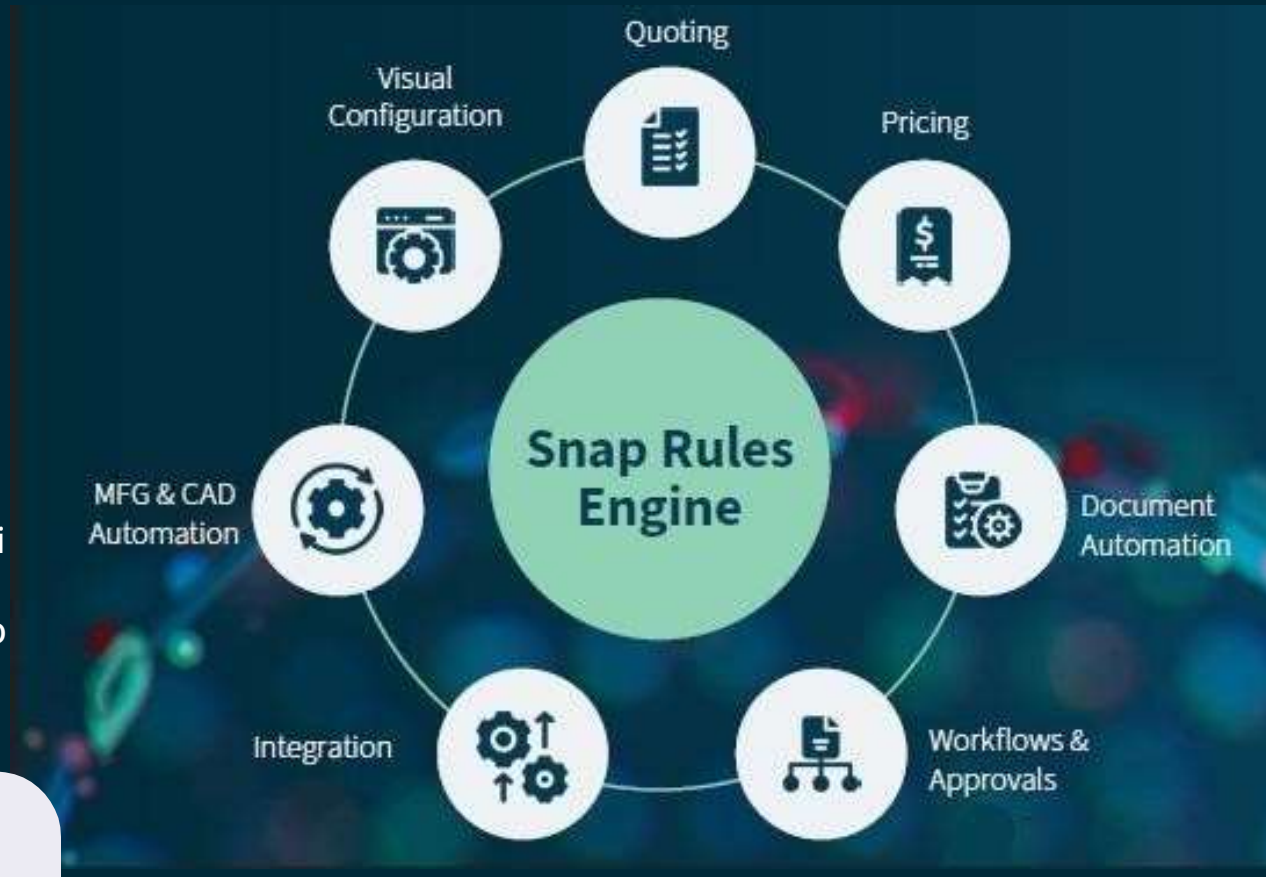 Quoting
Visual
Configuration
Pricing
$
Snap Rules
Engine
MFG & CAD
Automation
Document
Automation
Integration
Workflows &
Approvals